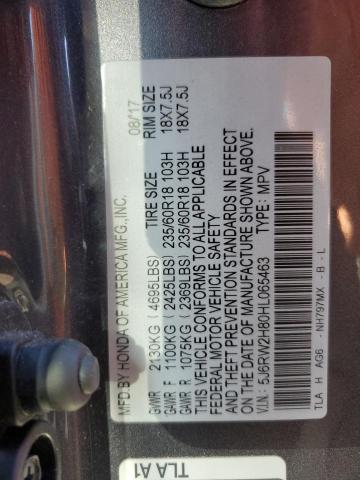 MFD.BY HONDA OF AMERICA MFG.,INC. 08/17
TIRE SIZE RIM SIZE
GVWR 2130KG (4695LBS)
GAWR F 1100KG (2425LBS) 235/60R18 103H 18X7.5J
GAWR R 1075KG (2369LBS) 235/60R18 103H 18X7.5J
THIS VEHICLE CONFORMS TO ALL APPLICABLE
FEDERAL MOTOR VEHICLE SAFETY
AND THEFT PREVENTION STANDARDS IN EFFECT
ON THE DATE OF MANUFACTURE SHOWN ABOVE.
V.I.N.: 5J6RW2H80HL065463 TYPE: MPV
TLA H AG6 - NH797MX - B - L
TLA A1